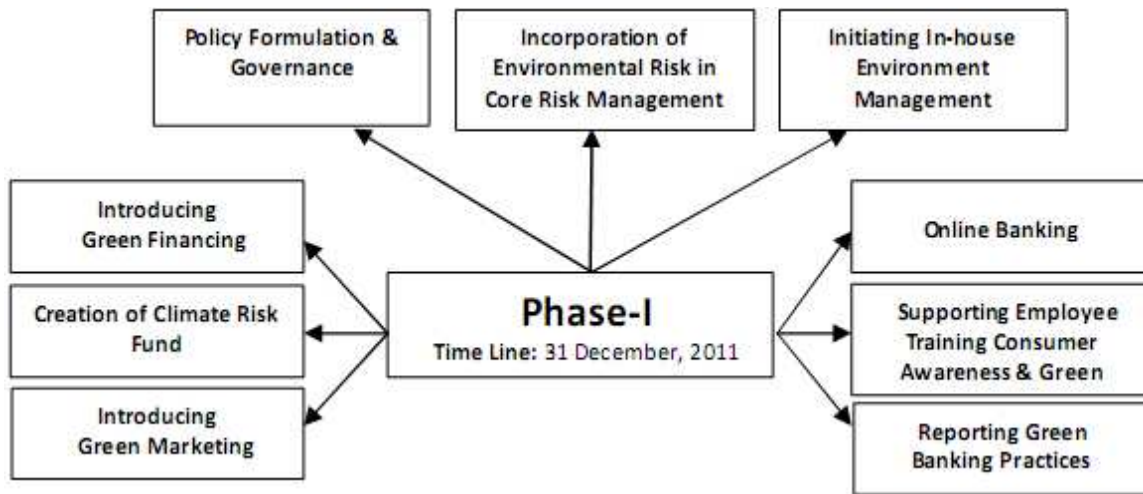 Policy Formulation &
Governance
Incorporation of
Environmental Risk in
Core Risk Management
Initiating In-house
Environment
Management
Introducing
Green Financing
Creation of Climate Risk
Fund
Introducing
Green Marketing
Phase-I
Time Line: 31 December, 2011
Online Banking
Supporting Employee
Training Consumer
Awareness & Green
Reporting Green
Banking Practices